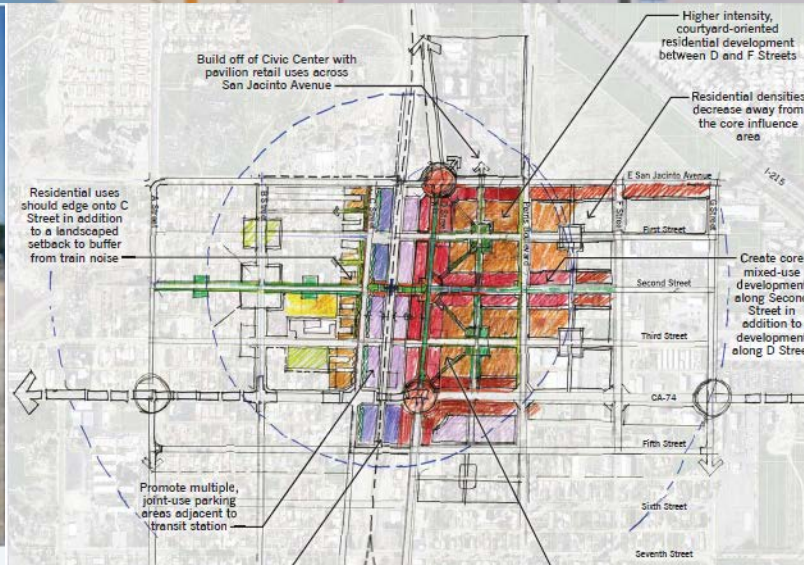 Higher intensity,
courtyard-oriented
residential development
between D and F Streets
Build off of Civic Center with
pavilion retail uses across
San Jacinto Avenue
Residential densities
decrease away from
the core influence
area
Residential uses
should edge onto C
Street in addition
to a landscaped
setback to buffer
from train noise
E San Jacinto Avenue
I-215
A Street
B Street
F Street
G Street
First Street
Second Street
Create core
mixed-use
development
along Second
Street in
addition to
development
along D Street
Third Street
CA-74
Fifth Street
Promote multiple,
joint-use parking
areas adjacent to
transit station
Sixth Street
Seventh Street